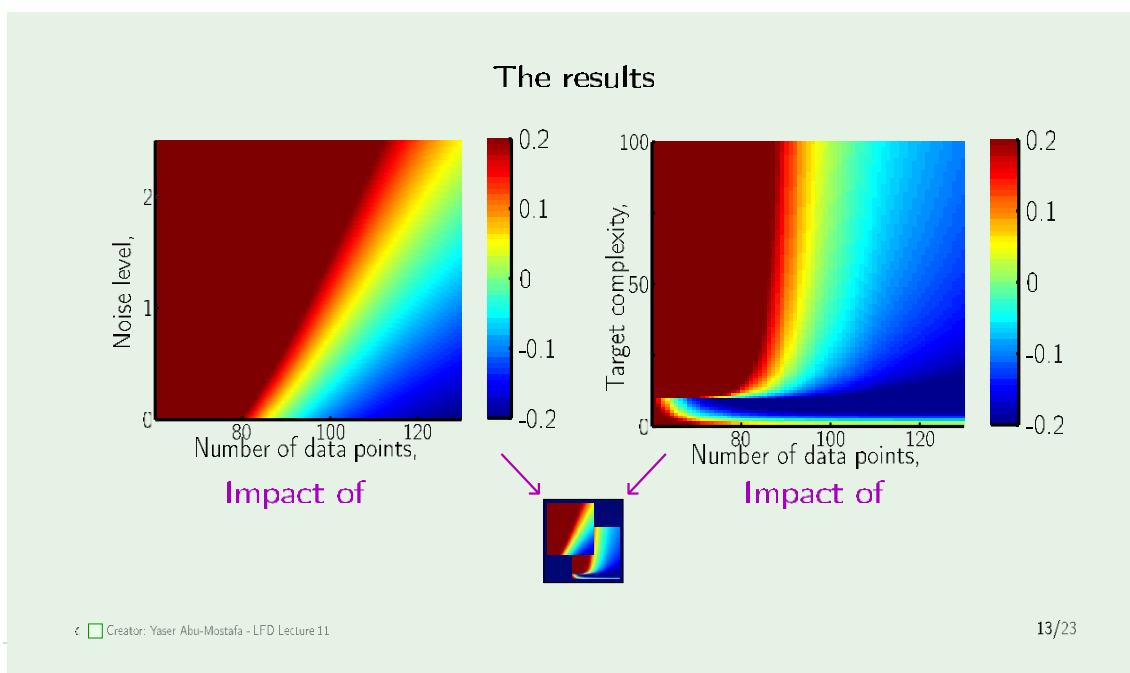 The results
Noise level,
2
1
0
80
100
120
Number of data points,
0.2
0.1
0
-0.1
-0.2
Impact of
Target complexity,
100
50
0
80
100
120
Number of data points,
0.2
0.1
0
-0.1
-0.2
Impact of
Creator: Yaser Abu-Mostafa - LFD Lecture 11
13/23